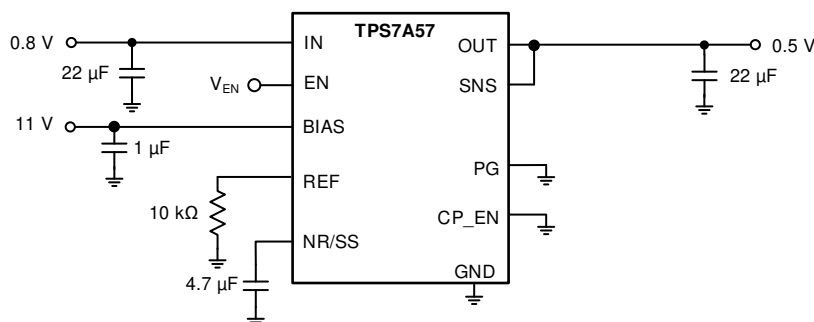 TPS7A57
0.8 V
IN
OUT
0.5 V
22 µF
22 µF
V_EN
EN
SNS
11 V
BIAS
1 µF
REF
PG
10 kΩ
CP_EN
NR/SS
4.7 µF
GND